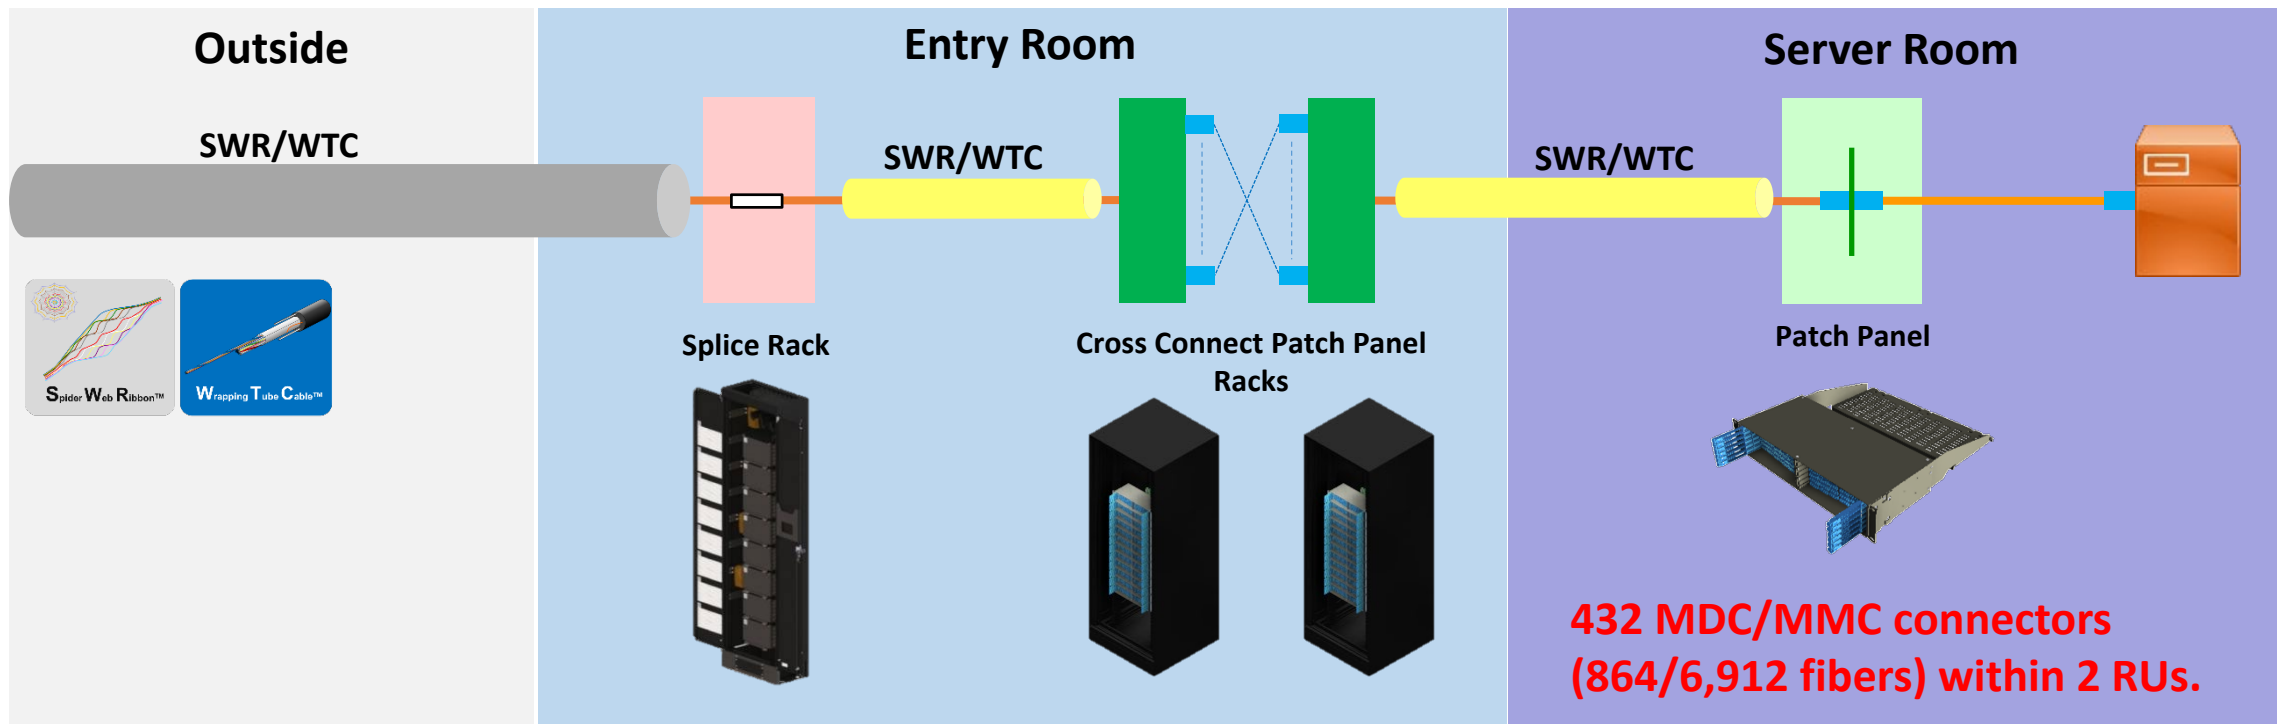 Outside
Entry Room
Server Room
SWR/WTC
SWR/WTC
SWR/WTC
Spider Web Ribbon™
Wrapping Tube Cable™
Splice Rack
Cross Connect Patch Panel
Racks
Patch Panel
432 MDC/MMC connectors
(864/6,912 fibers) within 2 RUs.